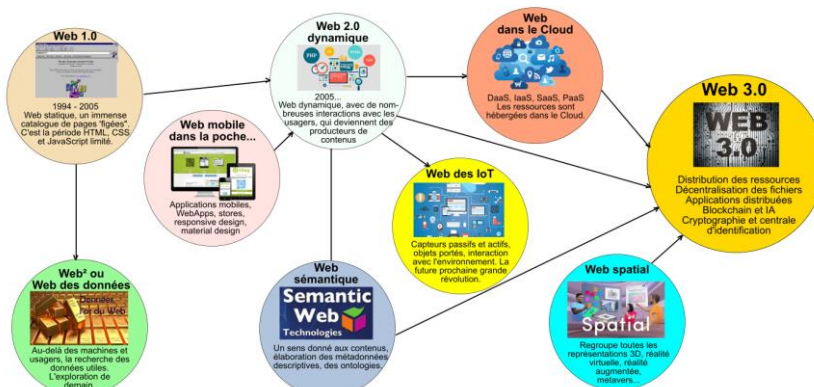 Web 1.0
1994 - 2005
Web statique, un immense
catalogue de pages "figées".
C'est la période HTML, CSS
et JavaScript limité.
Web 2.0
dynamique
PHP
2005...
Web dynamique, avec de nom-
breuses interactions avec les
usagers, qui deviennent des
producteurs de
contenus
Web
dans le Cloud
DaaS, IaaS, SaaS, PaaS
Les ressources sont
hébergées dans le Cloud.
Web 3.0
WEB
3.0
Distribution des ressources
Décentralisation des fichiers
Applications distribuées
Blockchain et IA
Cryptographie et centrale
d'identification
Web mobile
dans la poche...
Applications mobiles,
WebApps, stores,
responsive design,
material design
Web des IoT
Capteurs passifs et actifs,
objets portés, interaction
avec l'environnement. La
future prochaine grande
révolution.
Web² ou
Web des données
Données,
l'or du Web
Au-delà des machines et
usagers, la recherche des
données utiles.
L'exploration de
demain
Web
sémantique
Semantic
Web
Technologies
Un sens donné aux contenus,
élaboration des métadonnées
descriptives, des ontologies.
Web spatial
Spatial
Regroupe toutes les
représentations 3D, réalité
virtuelle, réalité
augmentée,
metavers...